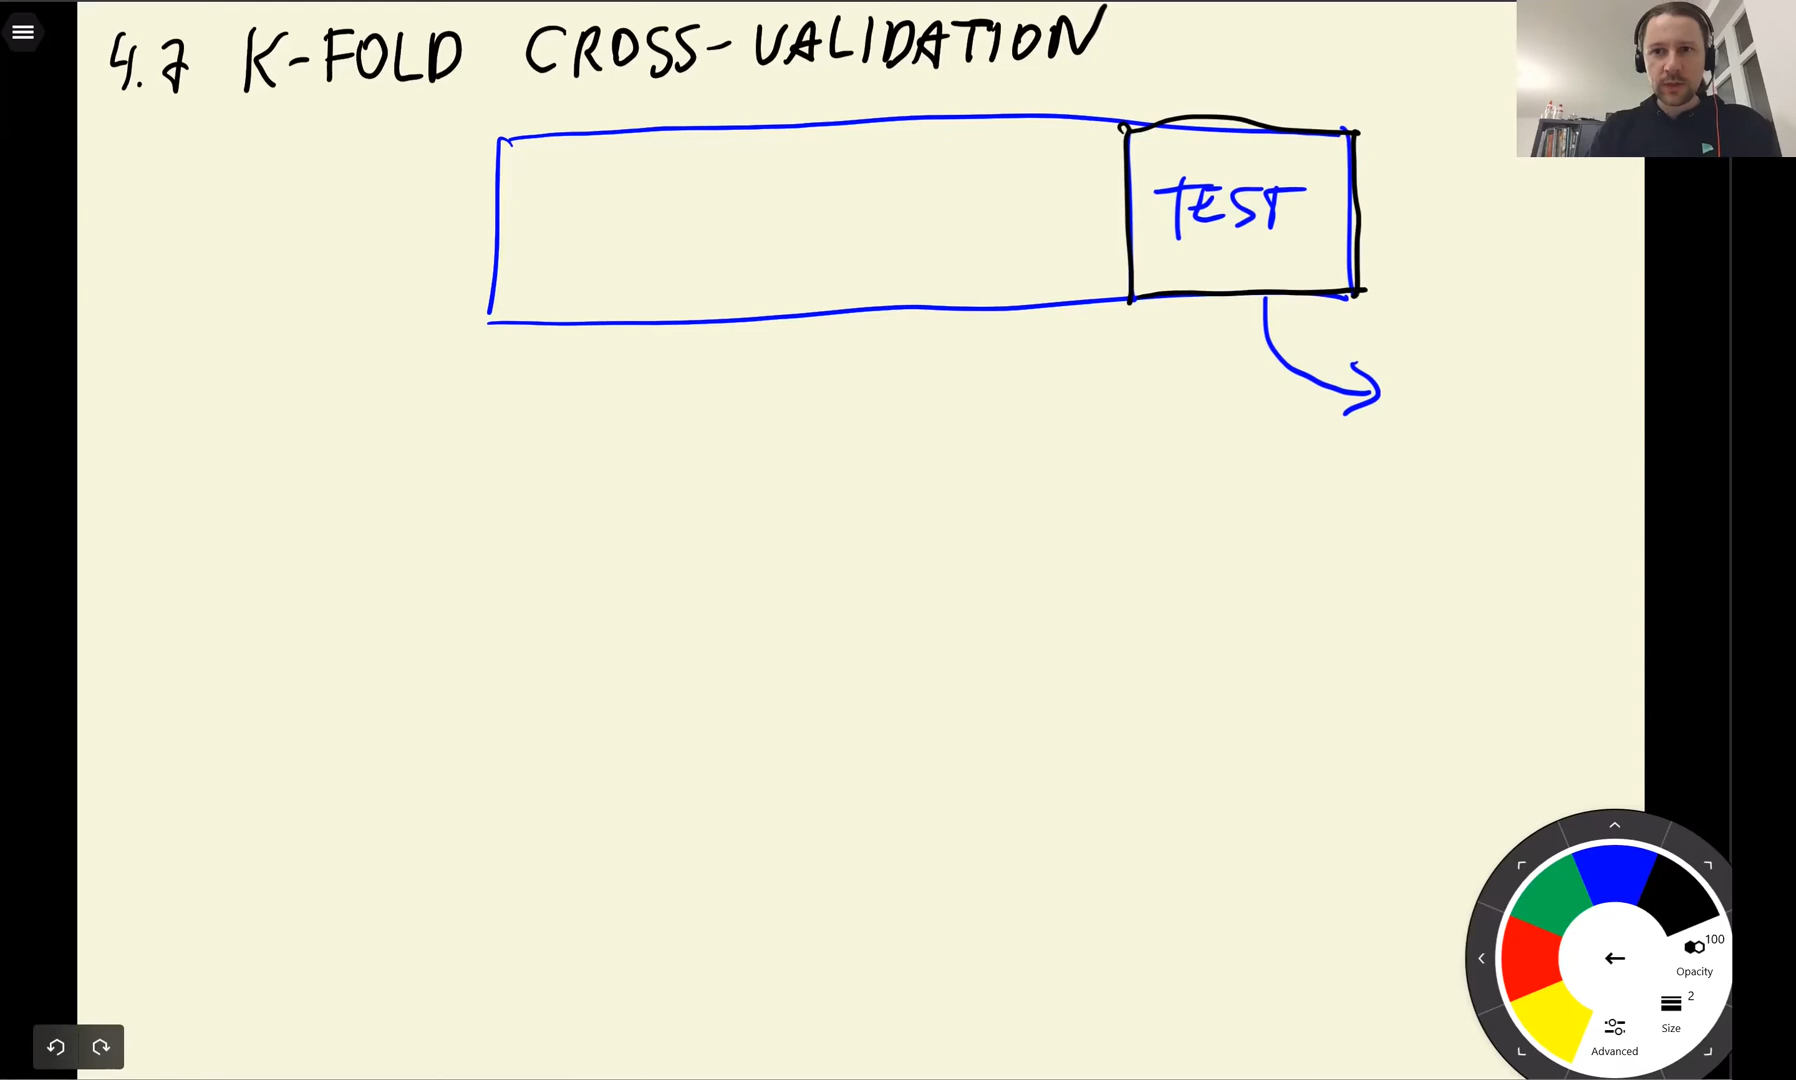 4.7 K-FOLD CROSS-VALIDATION
TEST
100
Opacity
2
Size
Advanced